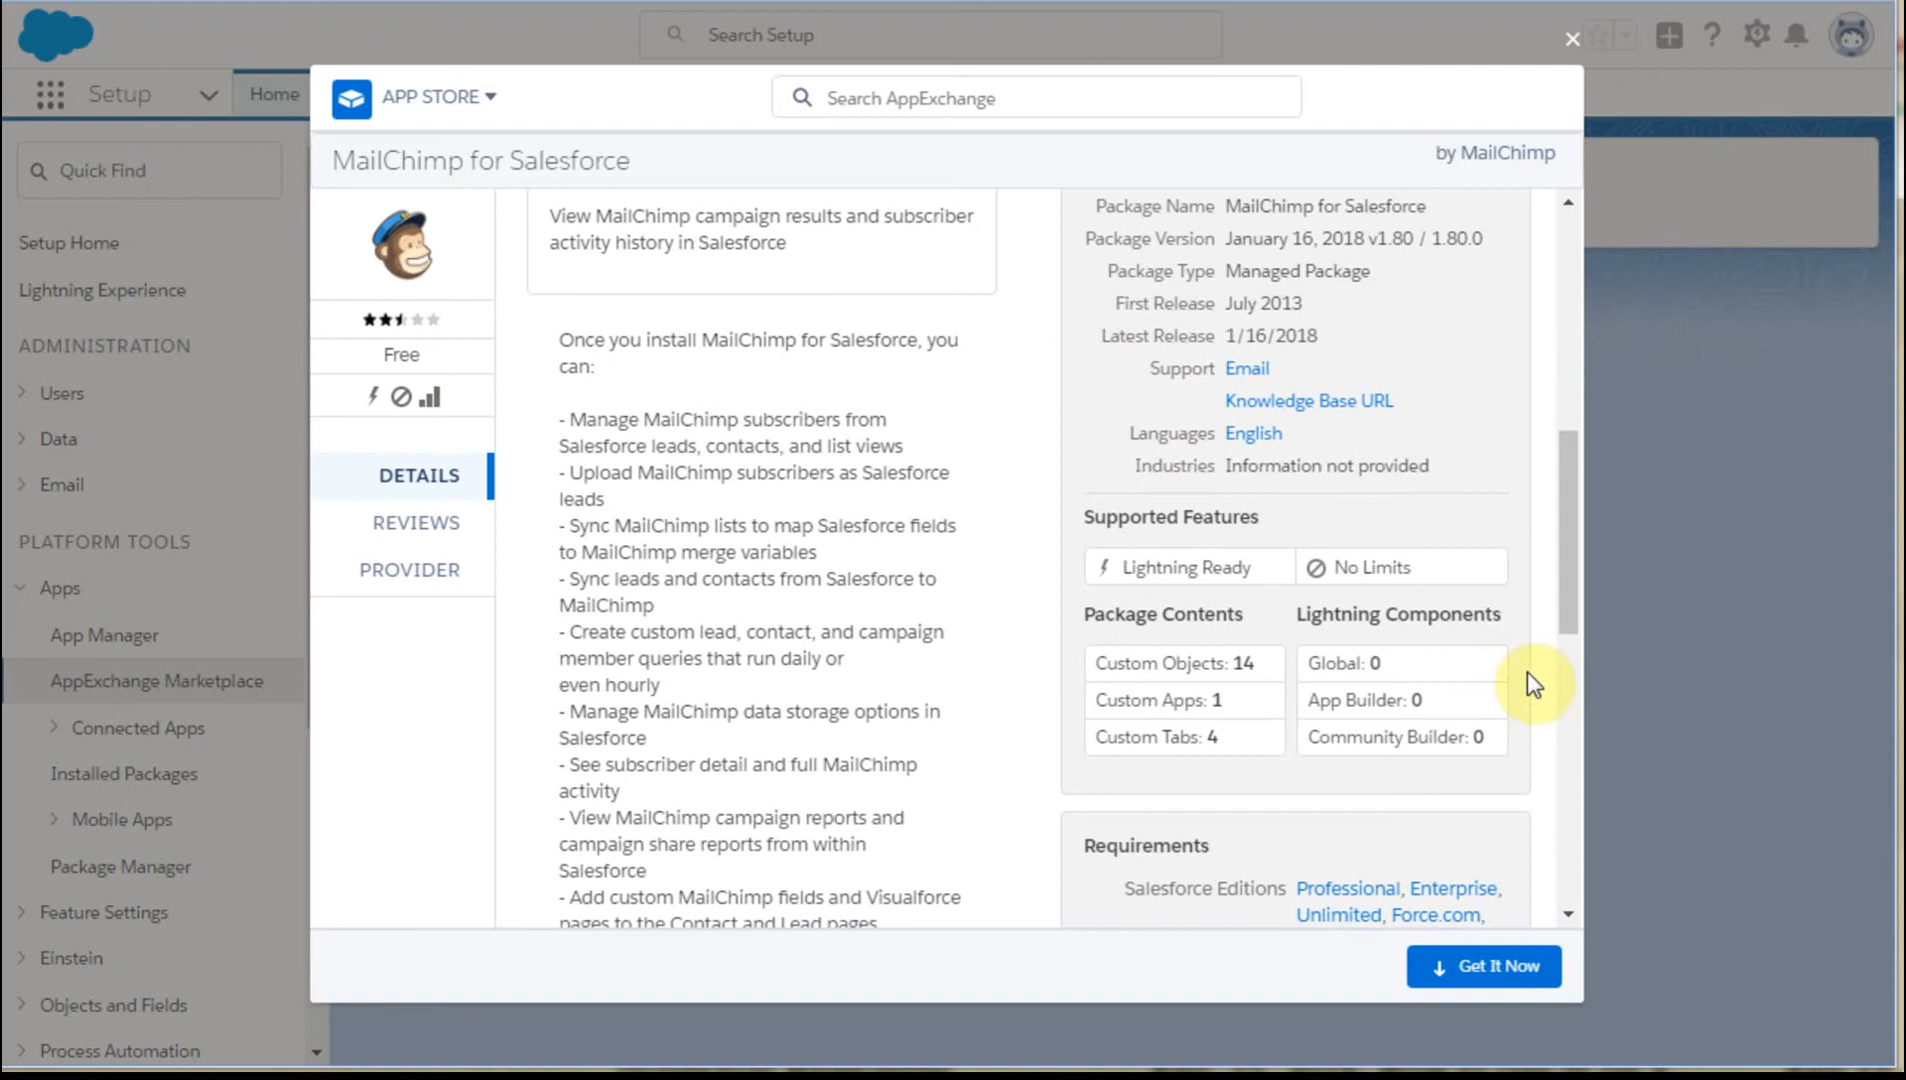 Search Setup
Setup
Home
Quick Find
Setup Home
Lightning Experience
ADMINISTRATION
Users
Data
Email
PLATFORM TOOLS
Apps
App Manager
AppExchange Marketplace
Connected Apps
Installed Packages
Mobile Apps
Package Manager
Feature Settings
Einstein
Objects and Fields
Process Automation
APP STORE
Search AppExchange
MailChimp for Salesforce
by MailChimp
Free
DETAILS
REVIEWS
PROVIDER
View MailChimp campaign results and subscriber
activity history in Salesforce
Once you install MailChimp for Salesforce, you
can:
- Manage MailChimp subscribers from
Salesforce leads, contacts, and list views
- Upload MailChimp subscribers as Salesforce
leads
- Sync MailChimp lists to map Salesforce fields
to MailChimp merge variables
- Sync leads and contacts from Salesforce to
MailChimp
- Create custom lead, contact, and campaign
member queries that run daily or
even hourly
- Manage MailChimp data storage options in
Salesforce
- See subscriber detail and full MailChimp
activity
- View MailChimp campaign reports and
campaign share reports from within
Salesforce
- Add custom MailChimp fields and Visualforce
pages to the Contact and Lead pages
Package Name MailChimp for Salesforce
Package Version January 16, 2018 v1.80 / 1.80.0
Package Type Managed Package
First Release July 2013
Latest Release 1/16/2018
Support Email
Knowledge Base URL
Languages English
Industries Information not provided
Supported Features
Lightning Ready No Limits
Package Contents Lightning Components
Custom Objects: 14 Global: 0
Custom Apps: 1 App Builder: 0
Custom Tabs: 4 Community Builder: 0
Requirements
Salesforce Editions Professional, Enterprise,
Unlimited, Force.com,
Get It Now